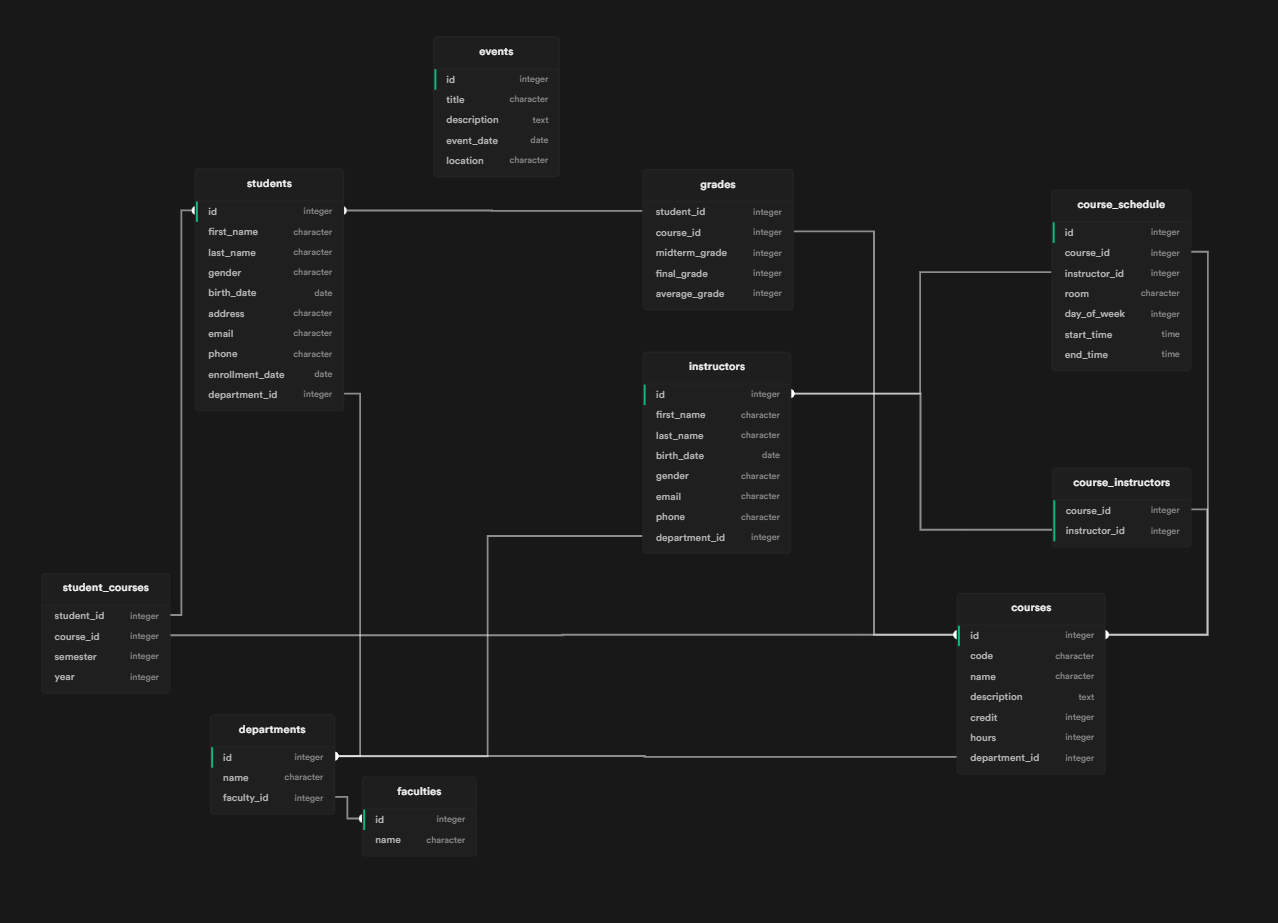 events
id integer
title character
description text
event_date date
location character
students
id integer
first_name character
last_name character
gender character
birth_date date
address character
email character
phone character
enrollment_date date
department_id integer
grades
student_id integer
course_id integer
midterm_grade integer
final_grade integer
average_grade integer
course_schedule
id integer
course_id integer
instructor_id integer
room character
day_of_week integer
start_time time
end_time time
instructors
id integer
first_name character
last_name character
birth_date date
gender character
email character
phone character
department_id integer
course_instructors
course_id integer
instructor_id integer
student_courses
student_id integer
course_id integer
semester integer
year integer
courses
id integer
code character
name character
description text
credit integer
hours integer
department_id integer
departments
id integer
name character
faculty_id integer
faculties
id integer
name character